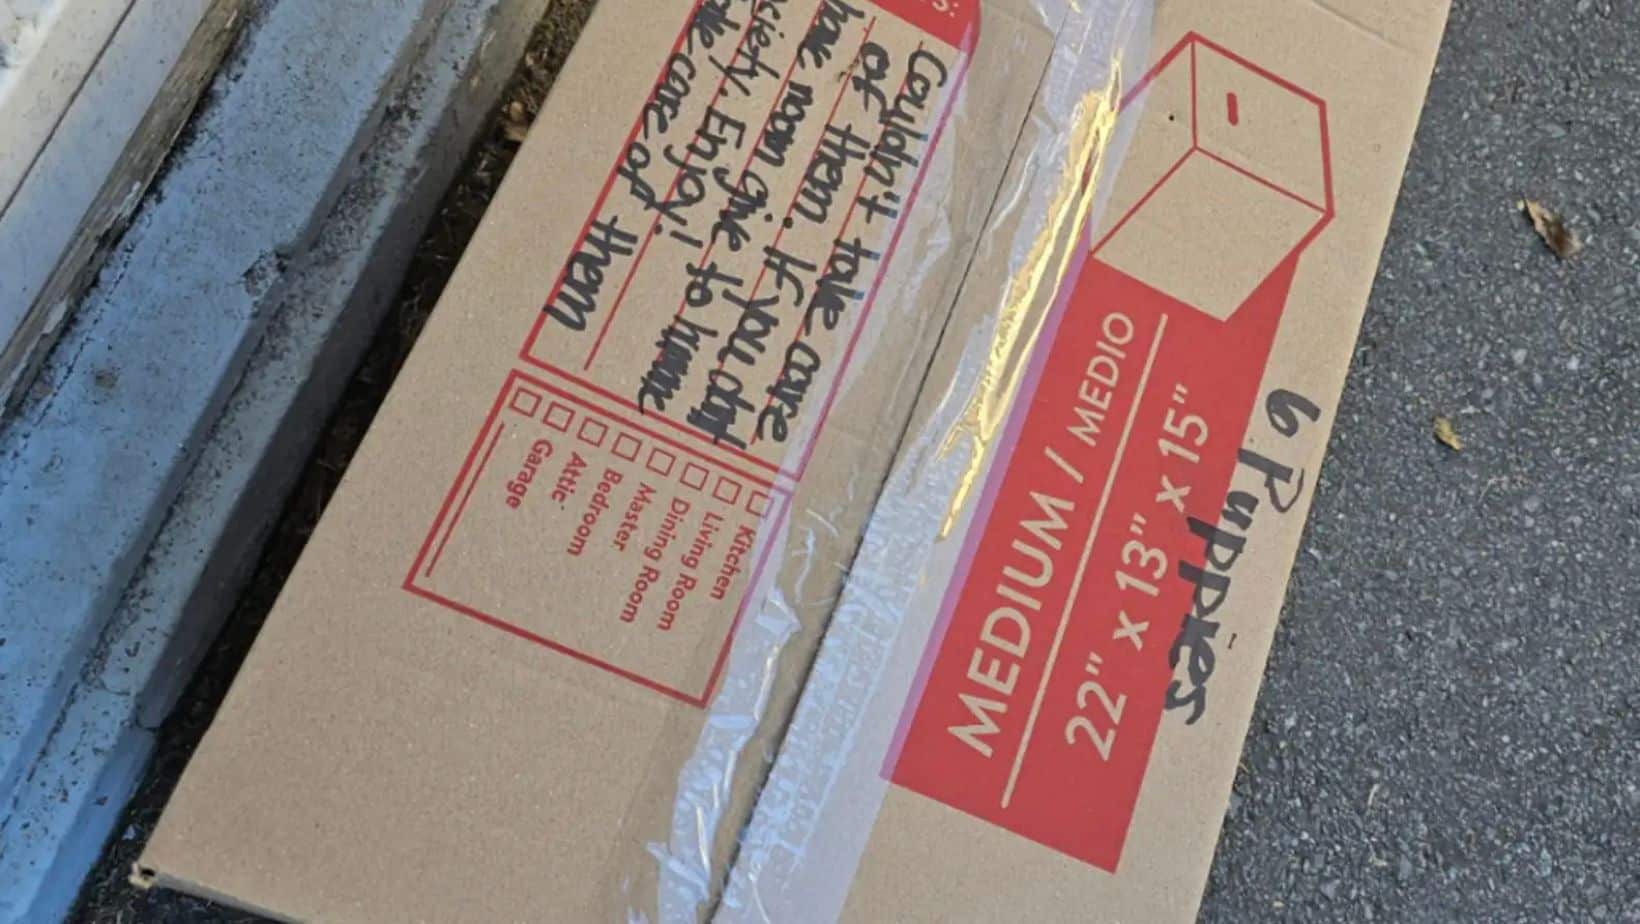 Couldn't take care
of them. If you don't
have room give to humane
society. Enjoy!
take care of them
Kitchen
Living Room
Dining Room
Master
Bedroom
Attic
Garage
MEDIUM / MEDIO
22" x 13" x 15"
6 Puppies